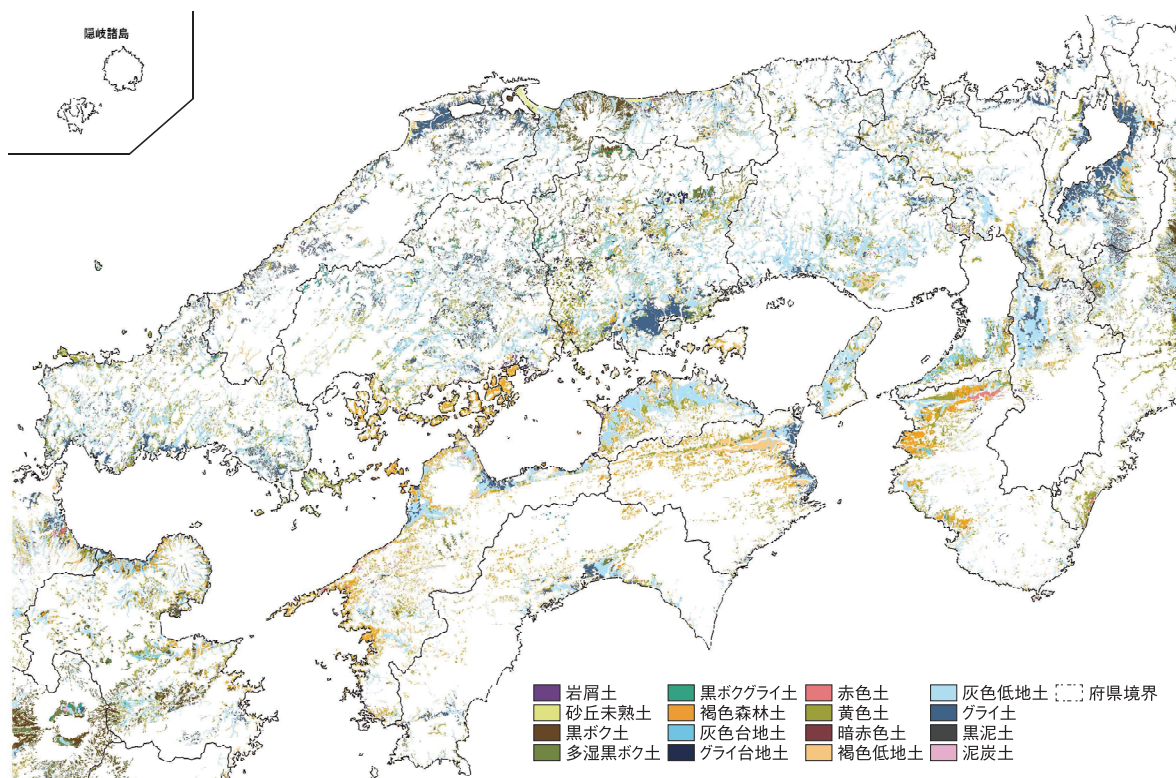 隠岐諸島
岩屑土 黒ボクグライ土 赤色土 灰色低地土 府県境界
砂丘未熟土 褐色森林土 黄色土 グライ土
黒ボク土 灰色台地土 暗赤色土 黒泥土
多湿黒ボク土 グライ台地土 褐色低地土 泥炭土